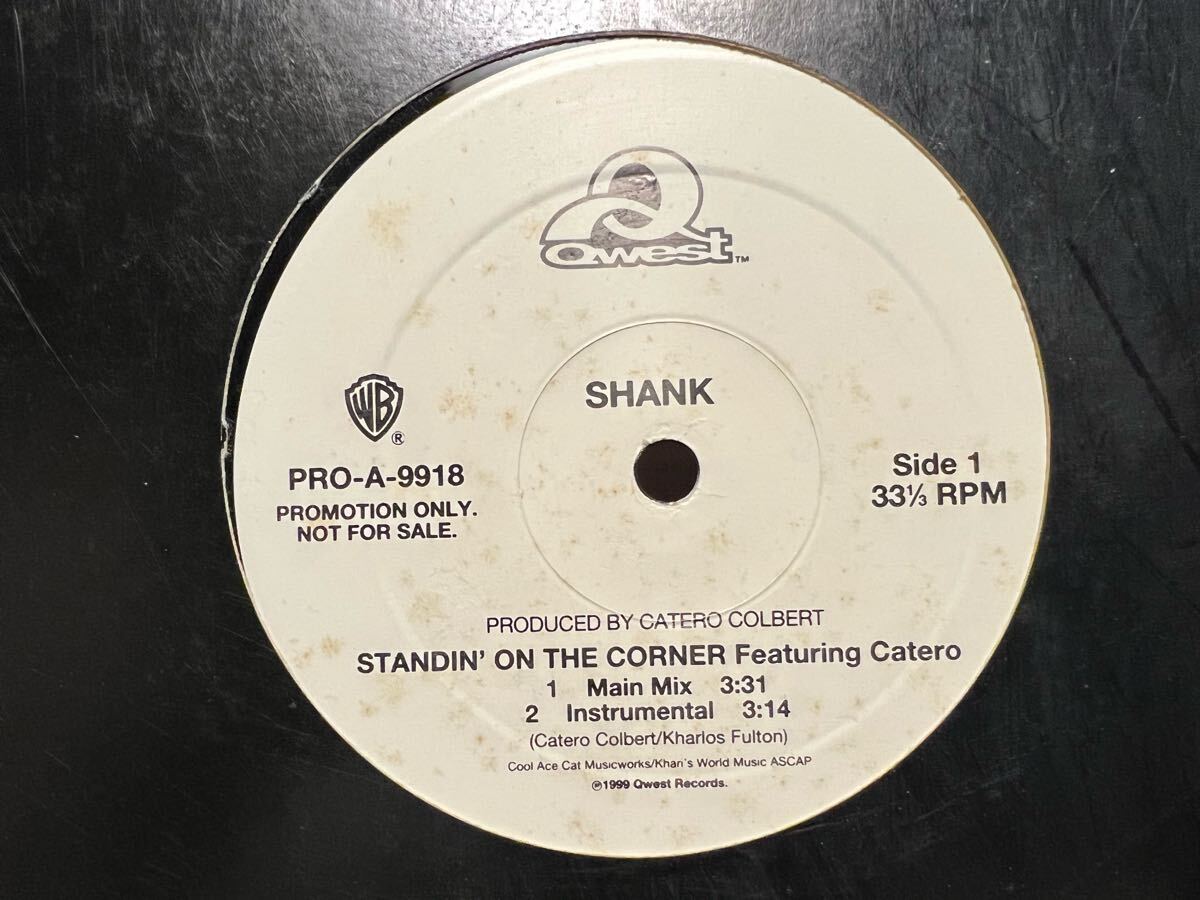 Qwest™
SHANK
WB
®
PRO-A-9918
PROMOTION ONLY.
NOT FOR SALE.
Side 1
33⅓ RPM
PRODUCED BY CATERO COLBERT
STANDIN' ON THE CORNER Featuring Catero
1 Main Mix 3:31
2 Instrumental 3:14
(Catero Colbert/Kharlos Fulton)
Cool Ace Cat Musicworks/Khari's World Music ASCAP
℗1999 Qwest Records.